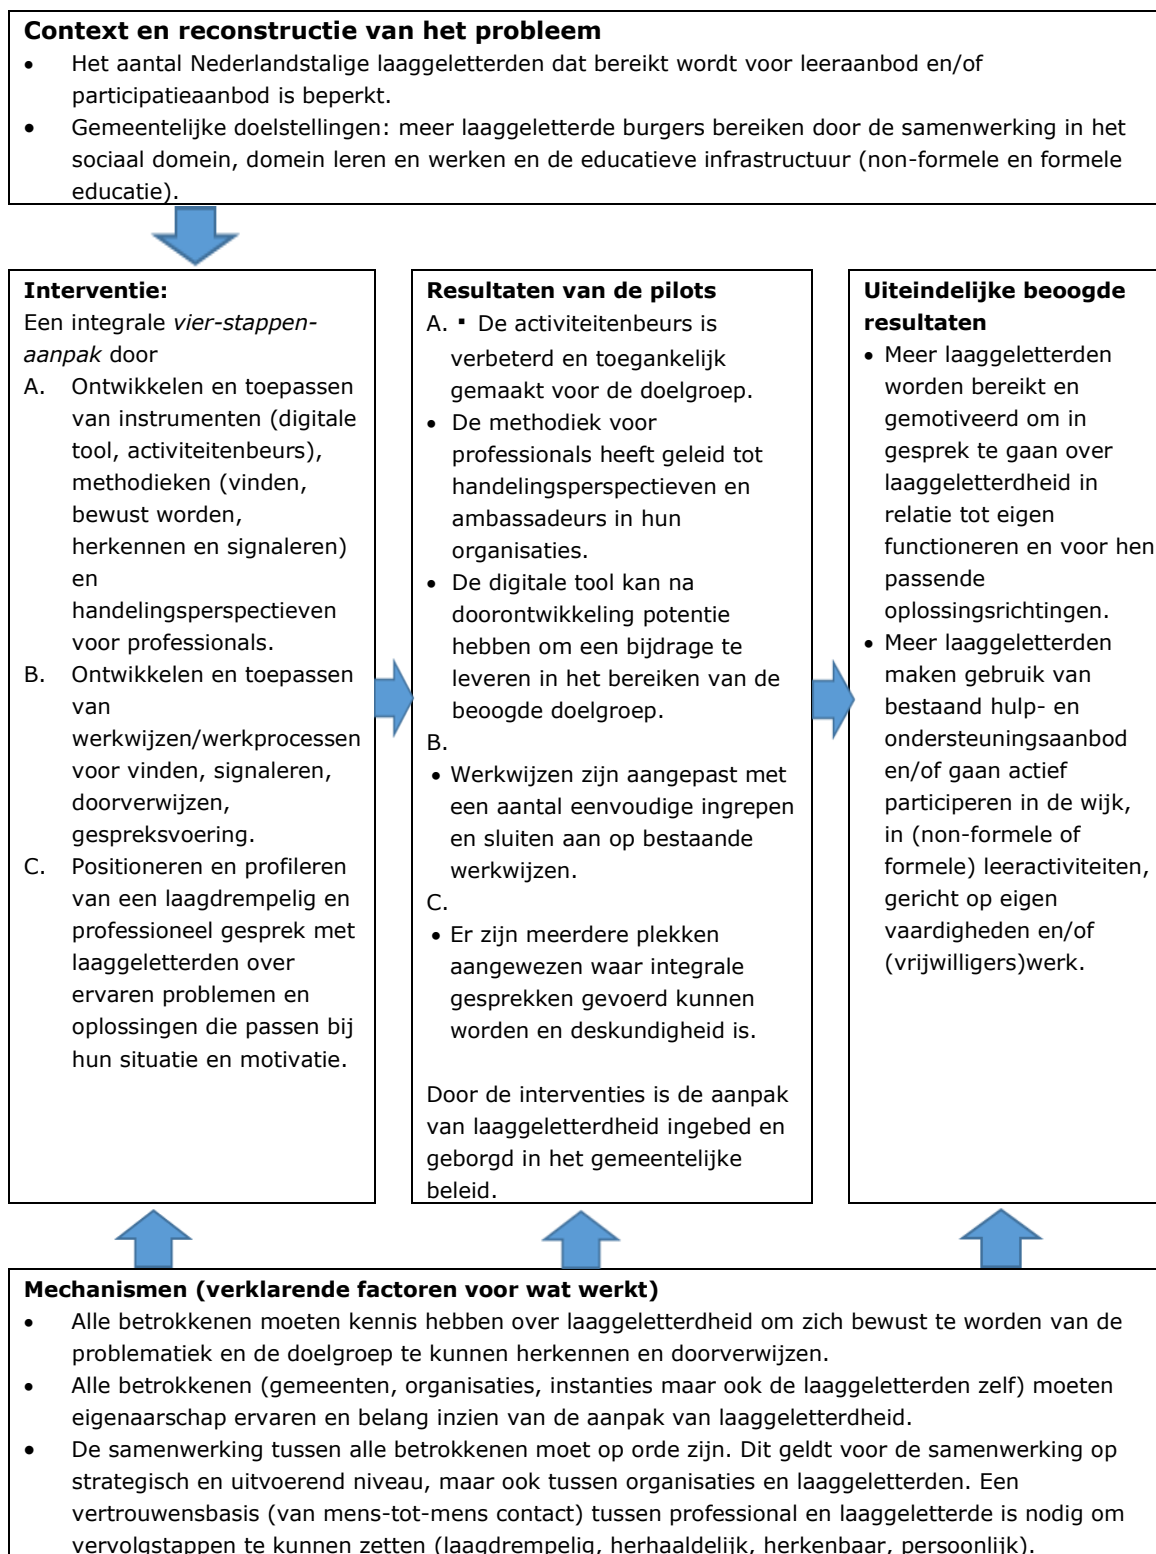 Context en reconstructie van het probleem
• Het aantal Nederlandstalige laaggeletterden dat bereikt wordt voor leeraanbod en/of
participatieaanbod is beperkt.
• Gemeentelijke doelstellingen: meer laaggeletterde burgers bereiken door de samenwerking in het
sociaal domein, domein leren en werken en de educatieve infrastructuur (non-formele en formele
educatie).
Interventie:
Een integrale vier-stappen-
aanpak door
A. Ontwikkelen en toepassen
van instrumenten (digitale
tool, activiteitenbeurs),
methodieken (vinden,
bewust worden,
herkennen en signaleren)
en
handelingsperspectieven
voor professionals.
B. Ontwikkelen en toepassen
van
werkwijzen/werkprocessen
voor vinden, signaleren,
doorverwijzen,
gespreksvoering.
C. Positioneren en profileren
van een laagdrempelig en
professioneel gesprek met
laaggeletterden over
ervaren problemen en
oplossingen die passen bij
hun situatie en motivatie.
Resultaten van de pilots
A. ▪ De activiteitenbeurs is
verbeterd en toegankelijk
gemaakt voor de doelgroep.
• De methodiek voor
professionals heeft geleid tot
handelingsperspectieven en
ambassadeurs in hun
organisaties.
• De digitale tool kan na
doorontwikkeling potentie
hebben om een bijdrage te
leveren in het bereiken van de
beoogde doelgroep.
B.
• Werkwijzen zijn aangepast met
een aantal eenvoudige ingrepen
en sluiten aan op bestaande
werkwijzen.
C.
• Er zijn meerdere plekken
aangewezen waar integrale
gesprekken gevoerd kunnen
worden en deskundigheid is.
Door de interventies is de aanpak
van laaggeletterdheid ingebed en
geborgd in het gemeentelijke
beleid.
Uiteindelijke beoogde
resultaten
• Meer laaggeletterden
worden bereikt en
gemotiveerd om in
gesprek te gaan over
laaggeletterdheid in
relatie tot eigen
functioneren en voor hen
passende
oplossingsrichtingen.
• Meer laaggeletterden
maken gebruik van
bestaand hulp- en
ondersteuningsaanbod
en/of gaan actief
participeren in de wijk,
in (non-formele of
formele) leeractiviteiten,
gericht op eigen
vaardigheden en/of
(vrijwilligers)werk.
Mechanismen (verklarende factoren voor wat werkt)
• Alle betrokkenen moeten kennis hebben over laaggeletterdheid om zich bewust te worden van de
problematiek en de doelgroep te kunnen herkennen en doorverwijzen.
• Alle betrokkenen (gemeenten, organisaties, instanties maar ook de laaggeletterden zelf) moeten
eigenaarschap ervaren en belang inzien van de aanpak van laaggeletterdheid.
• De samenwerking tussen alle betrokkenen moet op orde zijn. Dit geldt voor de samenwerking op
strategisch en uitvoerend niveau, maar ook tussen organisaties en laaggeletterden. Een
vertrouwensbasis (van mens-tot-mens contact) tussen professional en laaggeletterde is nodig om
vervolgstappen te kunnen zetten (laagdrempelig, herhaaldelijk, herkenbaar, persoonlijk).